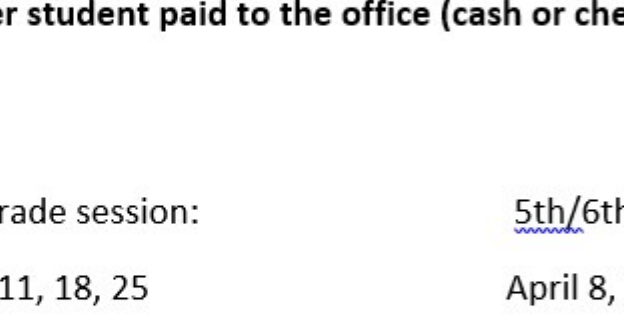 er student paid to the office (cash or che
rade session:
5th/6th
11, 18, 25
April 8,